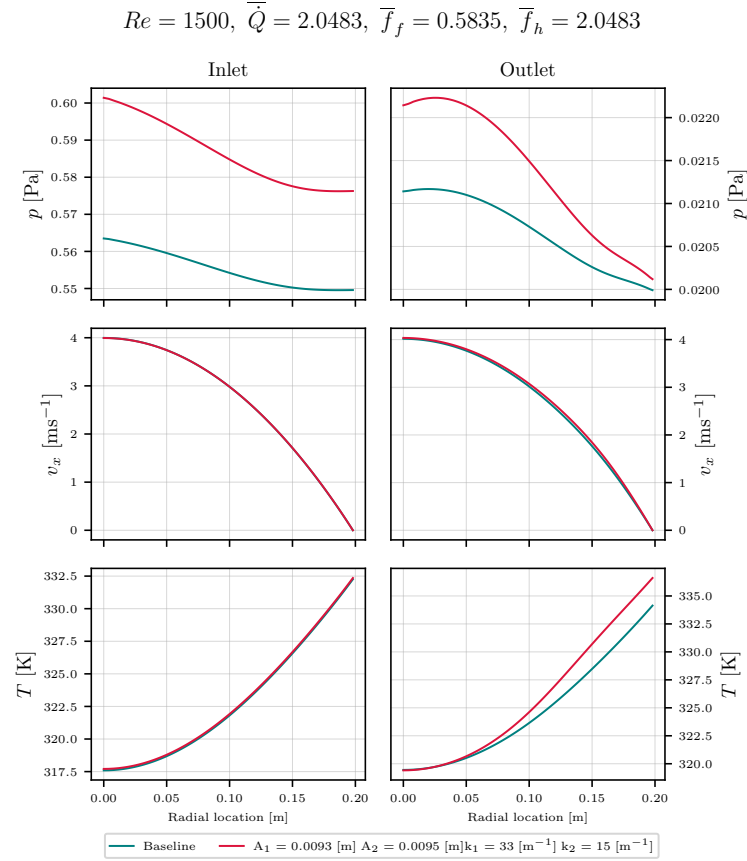 Re = 1500, \overline{\dot{Q}} = 2.0483, \overline{f}_f = 0.5835, \overline{f}_h = 2.0483
Inlet
Outlet
0.60
0.59
0.58
0.57
0.56
0.55
p [Pa]
0.0220
0.0215
0.0210
0.0205
0.0200
p [Pa]
4
3
2
1
0
v_x [ms⁻¹]
4
3
2
1
0
v_x [ms⁻¹]
332.5
330.0
327.5
325.0
322.5
320.0
317.5
T [K]
0.00 0.05 0.10 0.15 0.20
Radial location [m]
335.0
332.5
330.0
327.5
325.0
322.5
320.0
T [K]
0.00 0.05 0.10 0.15 0.20
Radial location [m]
Baseline
A₁ = 0.0093 [m] A₂ = 0.0095 [m]k₁ = 33 [m⁻¹] k₂ = 15 [m⁻¹]